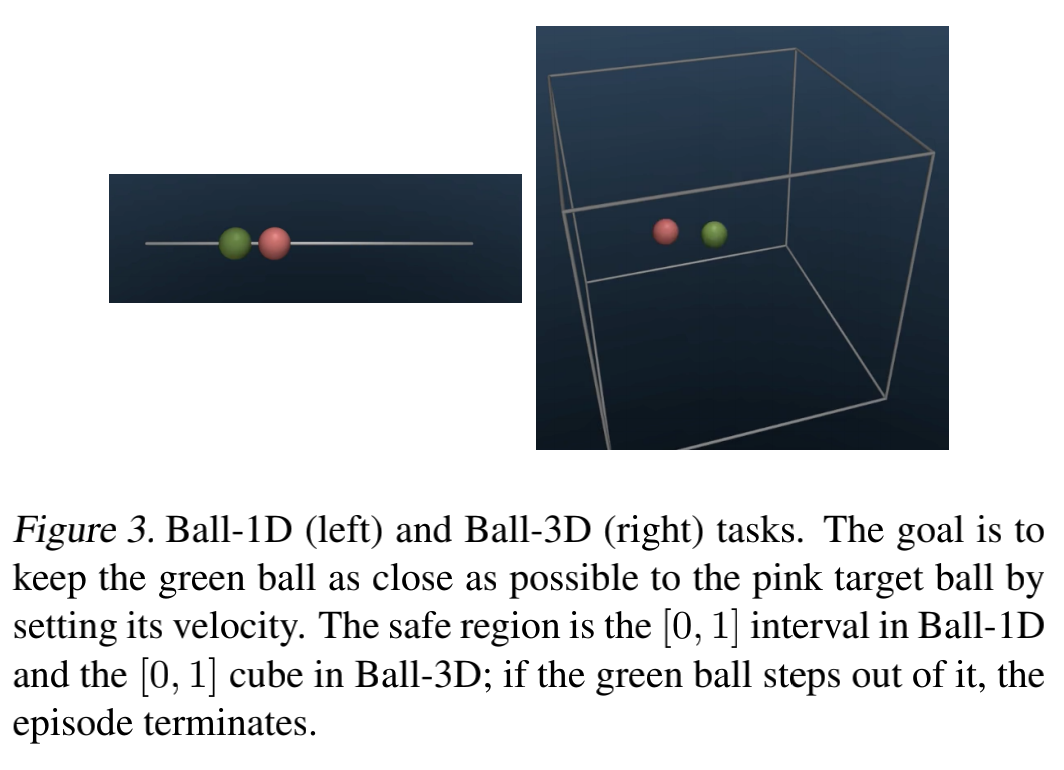 Figure 3. Ball-1D (left) and Ball-3D (right) tasks. The goal is to
keep the green ball as close as possible to the pink target ball by
setting its velocity. The safe region is the [0, 1] interval in Ball-1D
and the [0, 1] cube in Ball-3D; if the green ball steps out of it, the
episode terminates.